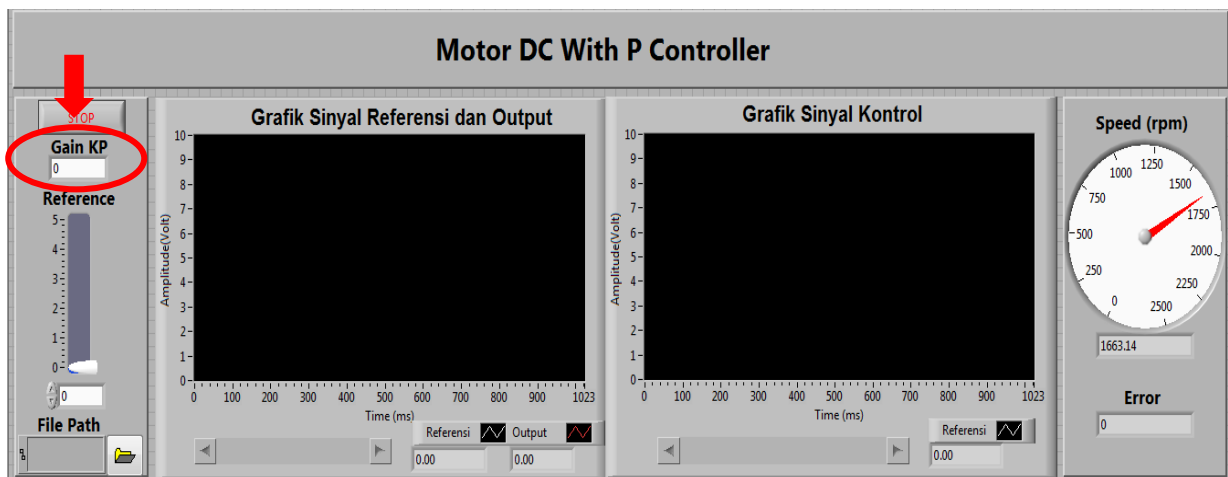 Motor DC With P Controller
STOP
Gain KP
0
Reference
5
4
3
2
1
0
0
File Path
Grafik Sinyal Referensi dan Output
Amplitude(Volt)
10
9
8
7
6
5
4
3
2
1
0
0 100 200 300 400 500 600 700 800 900 1023
Time (ms)
Referensi Output
0.00 0.00
Grafik Sinyal Kontrol
Amplitude(Volt)
10
9
8
7
6
5
4
3
2
1
0
0 100 200 300 400 500 600 700 800 900 1023
Time (ms)
Referensi
0.00
Speed (rpm)
0
250
500
750
1000
1250
1500
1750
2000
2250
2500
1663.14
Error
0